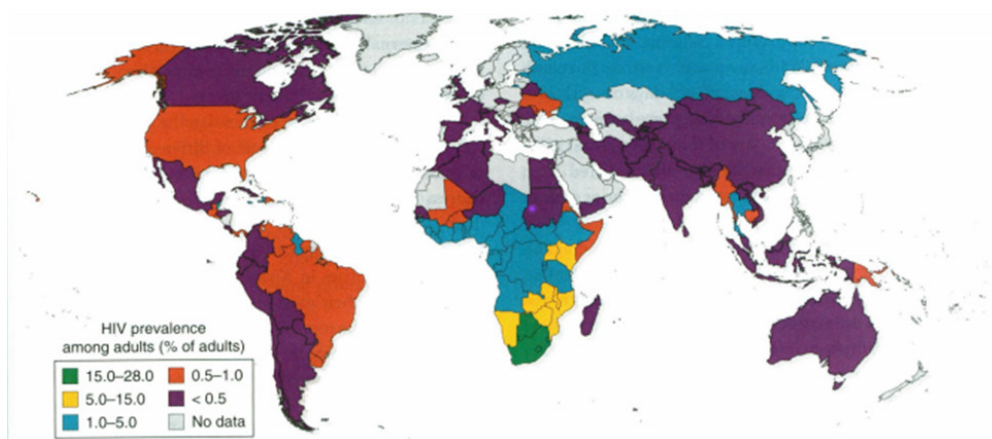 HIV prevalence
among adults (% of adults)
15.0–28.0
0.5–1.0
5.0–15.0
< 0.5
1.0–5.0
No data